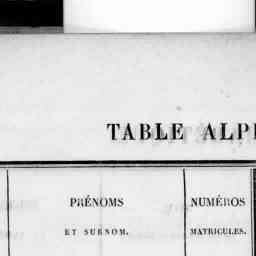 TABLE ALP
PRÉNOMS
ET SURNOM.
NUMÉROS
MATRICULES.